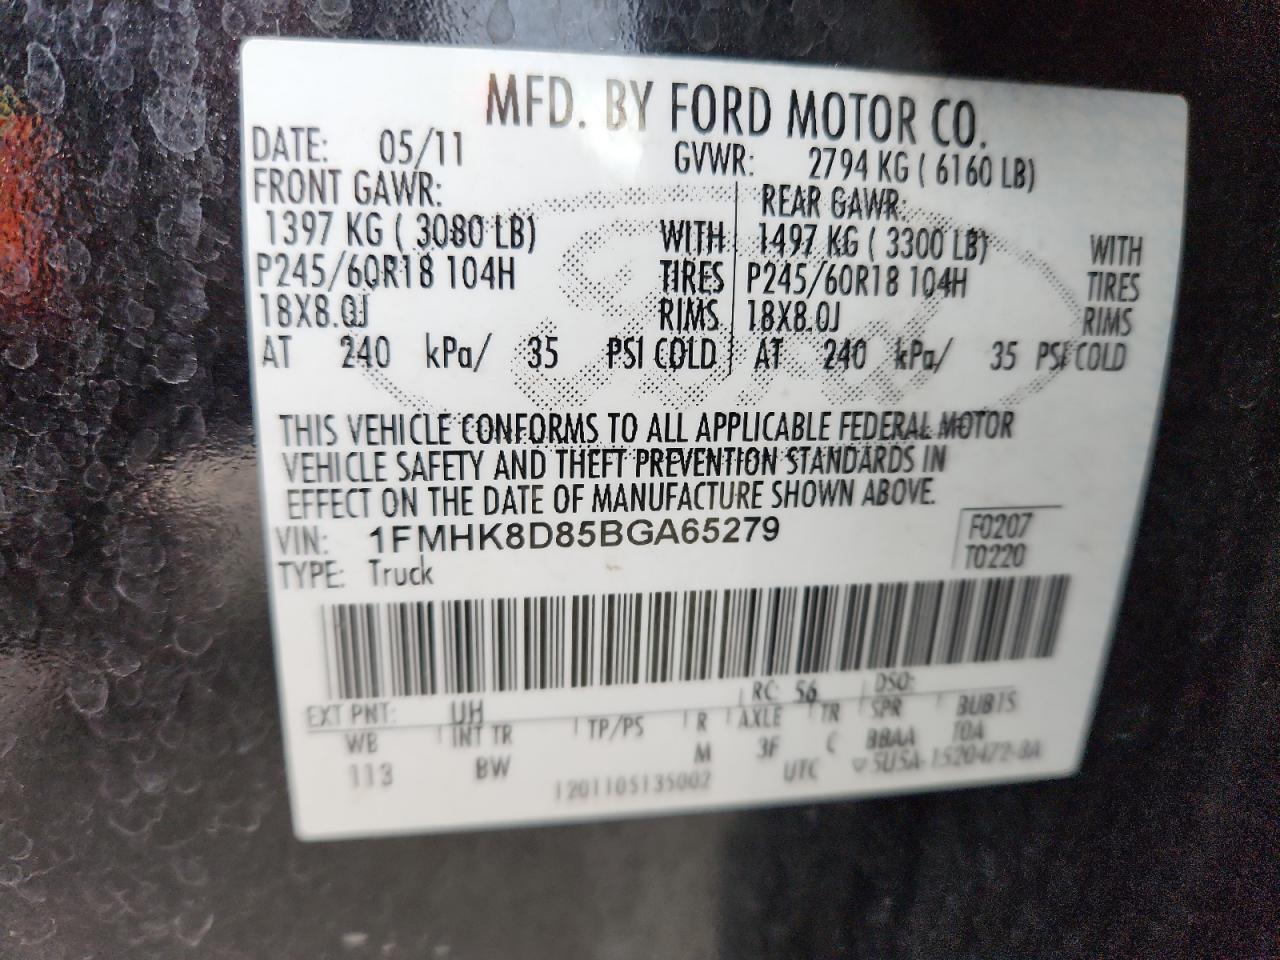 MFD. BY FORD MOTOR CO.
DATE: 05/11 GVWR: 2794 KG ( 6160 LB)
FRONT GAWR: REAR GAWR:
1397 KG ( 3080 LB) WITH 1497 KG ( 3300 LB) WITH
P245/60R18 104H TIRES P245/60R18 104H TIRES
18X8.0J RIMS 18X8.0J RIMS
AT 240 kPa/ 35 PSI COLD AT 240 kPa/ 35 PSI COLD
THIS VEHICLE CONFORMS TO ALL APPLICABLE FEDERAL MOTOR
VEHICLE SAFETY AND THEFT PREVENTION STANDARDS IN
EFFECT ON THE DATE OF MANUFACTURE SHOWN ABOVE.
VIN: 1FMHK8D85BGA65279 F0207
TYPE: Truck T0220
EXT PNT: UH RC: 56 DSO:
WB INT TR TP/PS R AXLE TR SPR BUB1S
113 BW M 3F C BBAA T0A
1201105135002 UTC ▽5USA-1520472-BA